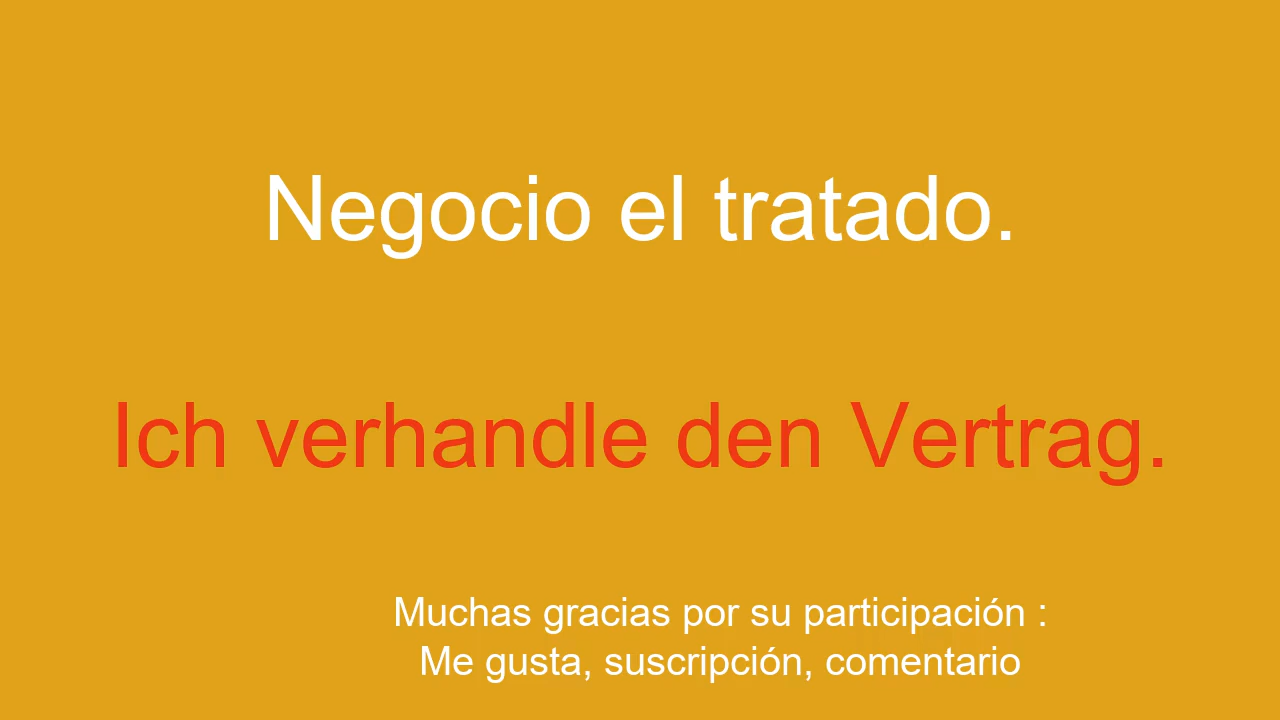 Negocio el tratado.
Ich verhandle den Vertrag.
Muchas gracias por su participación :
Me gusta, suscripción, comentario